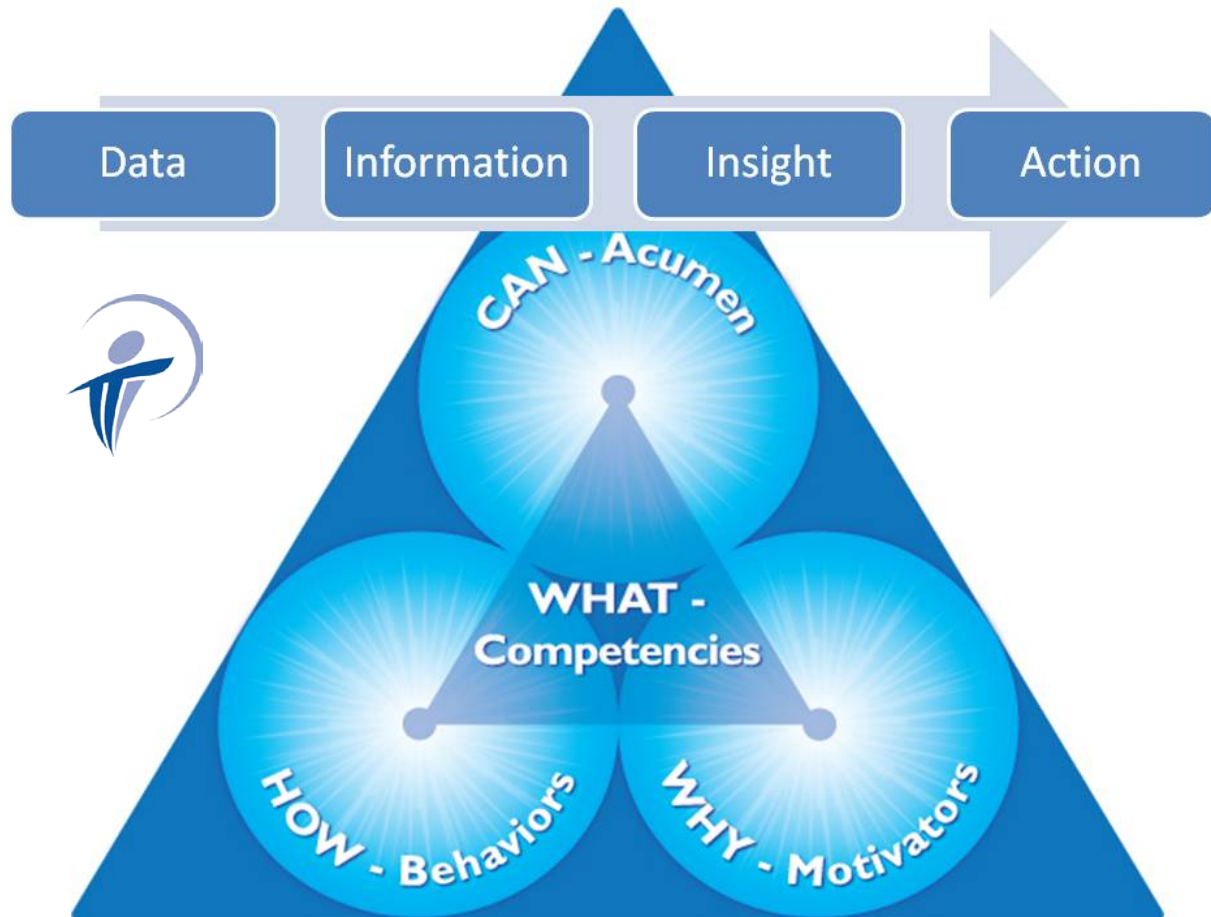 Data
Information
Insight
Action
CAN - Acumen
WHAT -
Competencies
HOW - Behaviors
WHY - Motivators